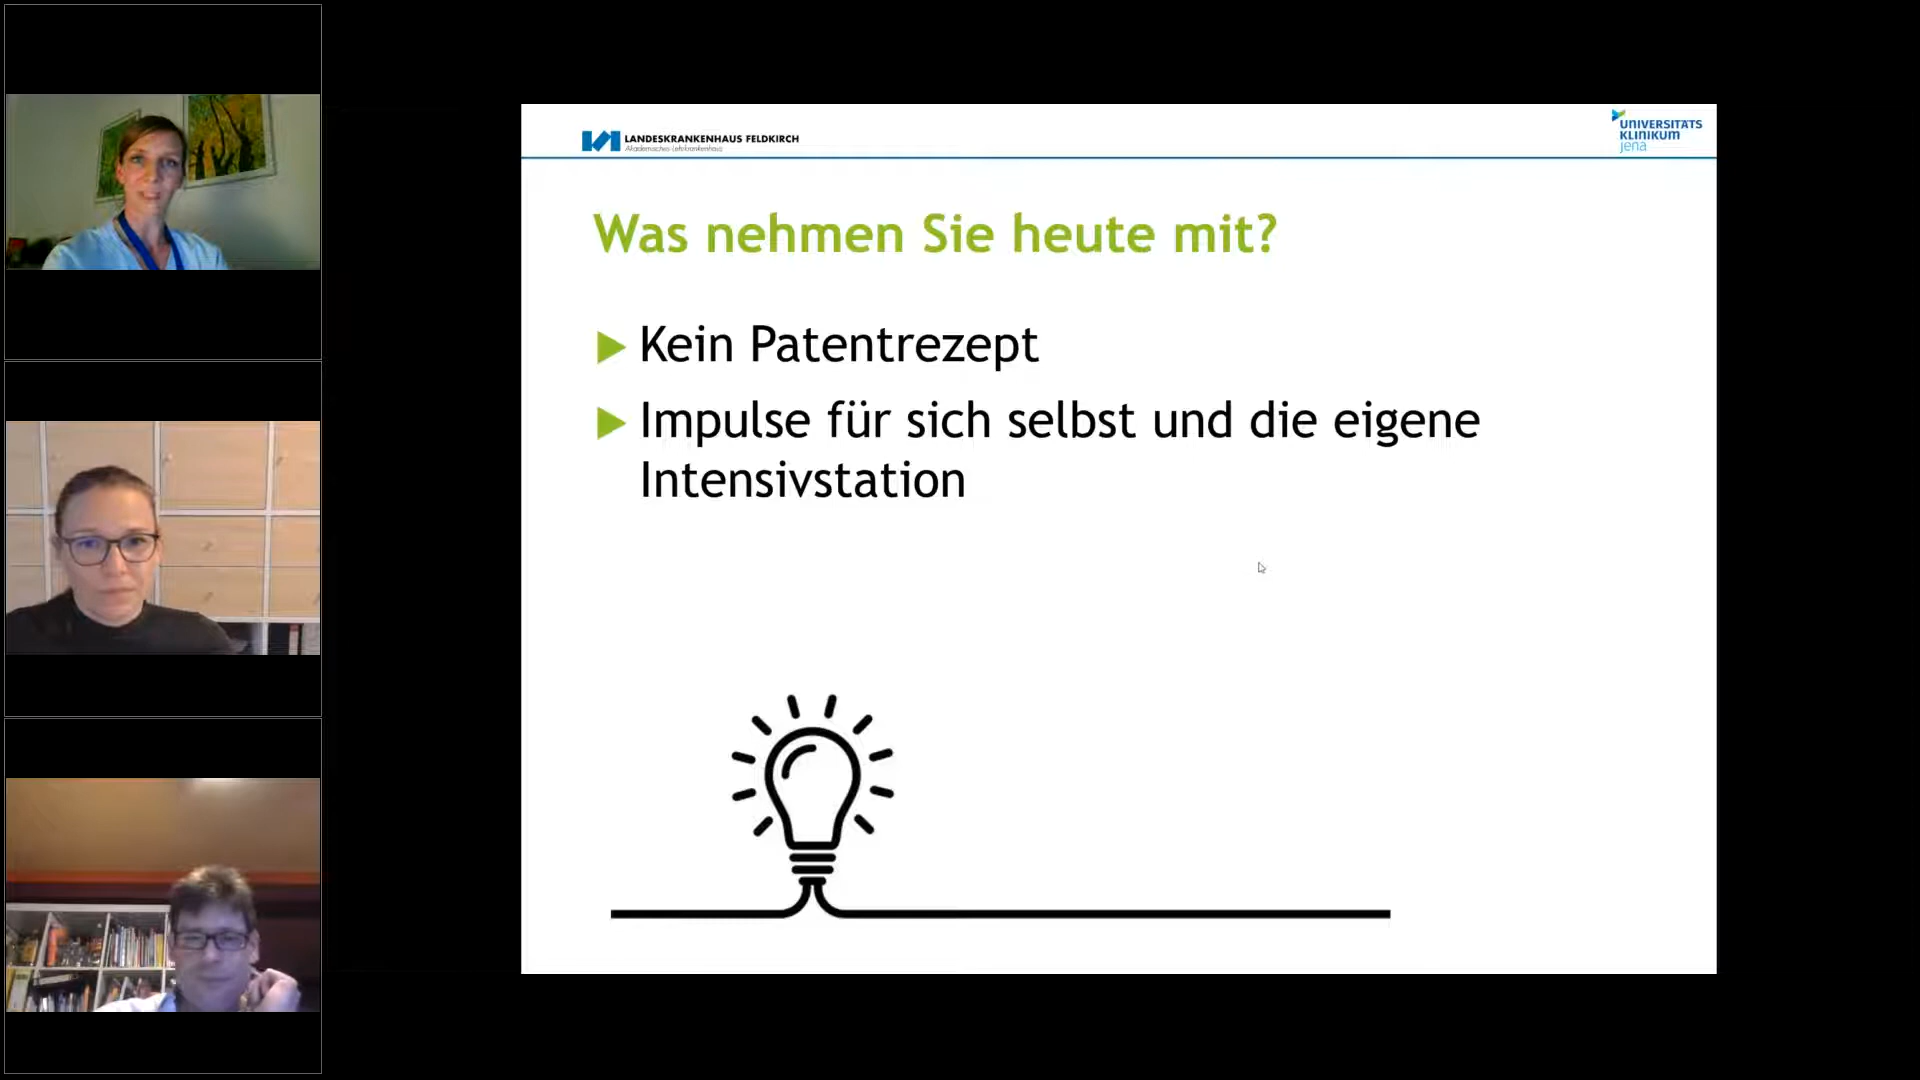 LANDESKRANKENHAUS FELDKIRCH
Akademisches Lehrkrankenhaus
UNIVERSITÄTS
KLINIKUM
jena
Was nehmen Sie heute mit?
Kein Patentrezept
Impulse für sich selbst und die eigene
Intensivstation